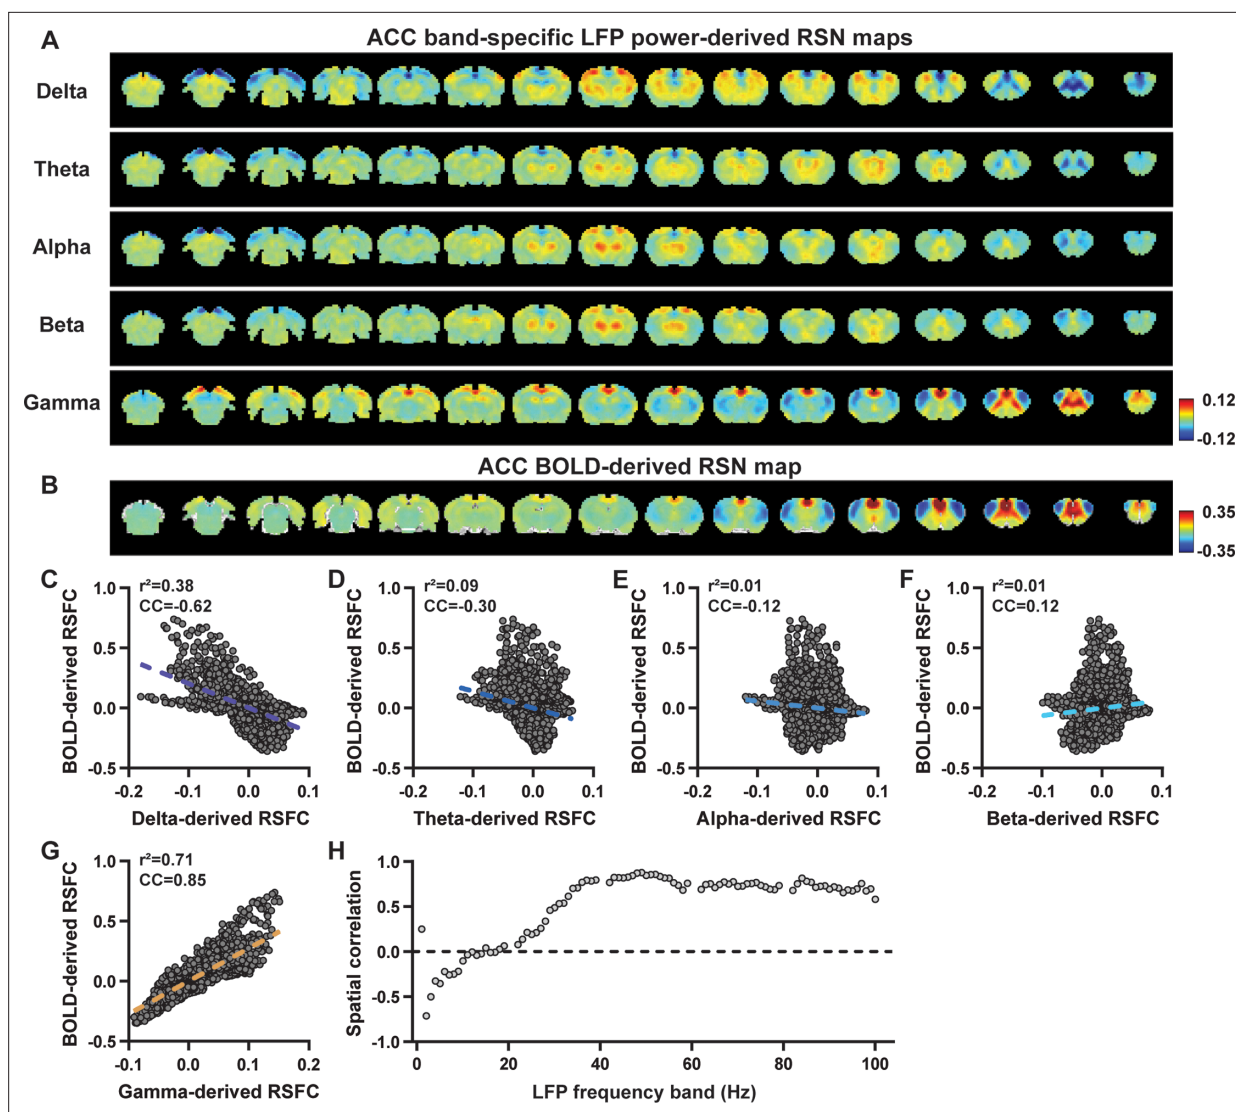 A
ACC band-specific LFP power-derived RSN maps
Delta
Theta
Alpha
Beta
Gamma
0.12
-0.12
ACC BOLD-derived RSN map
B
0.35
-0.35
C
r²=0.38
CC=-0.62
BOLD-derived RSFC
1.0
0.5
0.0
-0.5
-0.2 -0.1 0.0 0.1
Delta-derived RSFC
D
r²=0.09
CC=-0.30
BOLD-derived RSFC
1.0
0.5
0.0
-0.5
-0.2 -0.1 0.0 0.1
Theta-derived RSFC
E
r²=0.01
CC=-0.12
BOLD-derived RSFC
1.0
0.5
0.0
-0.5
-0.2 -0.1 0.0 0.1
Alpha-derived RSFC
F
r²=0.01
CC=0.12
BOLD-derived RSFC
1.0
0.5
0.0
-0.5
-0.2 -0.1 0.0 0.1
Beta-derived RSFC
G
r²=0.71
CC=0.85
BOLD-derived RSFC
1.0
0.5
0.0
-0.5
-0.1 0.0 0.1 0.2
Gamma-derived RSFC
H
Spatial correlation
1.0
0.5
0.0
-0.5
-1.0
0 20 40 60 80 100
LFP frequency band (Hz)